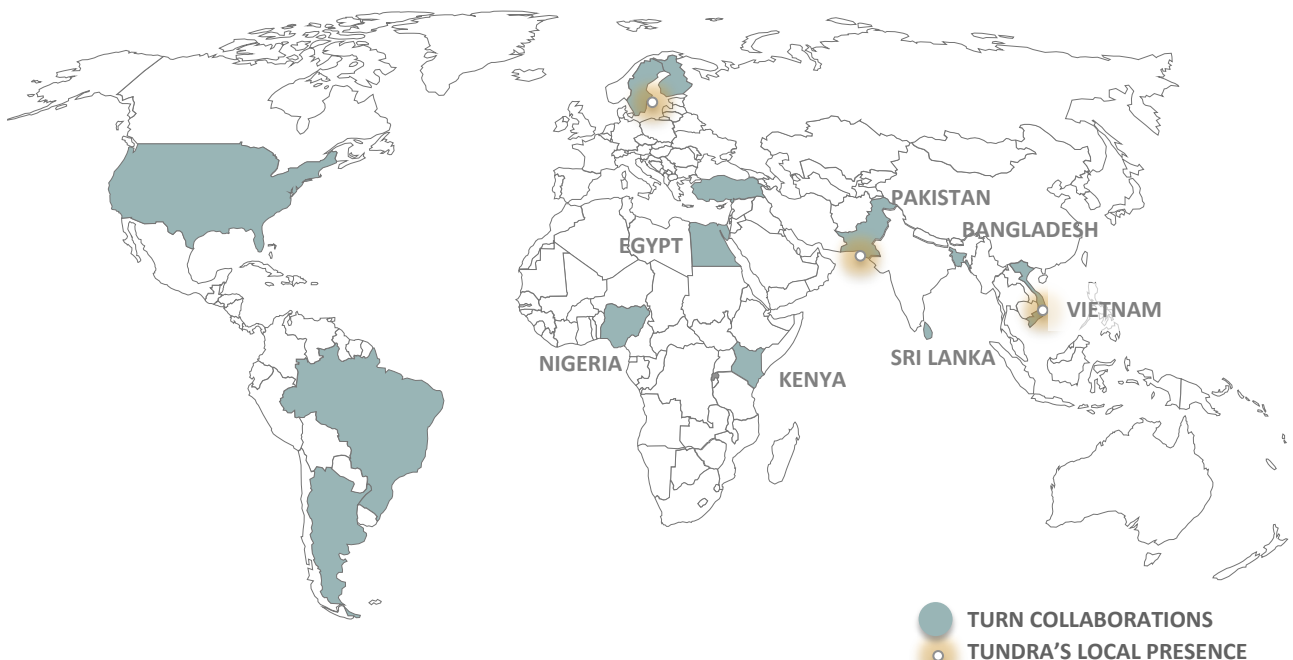 PAKISTAN
BANGLADESH
EGYPT
VIETNAM
SRI LANKA
NIGERIA
KENYA
TURN COLLABORATIONS
TUNDRA'S LOCAL PRESENCE